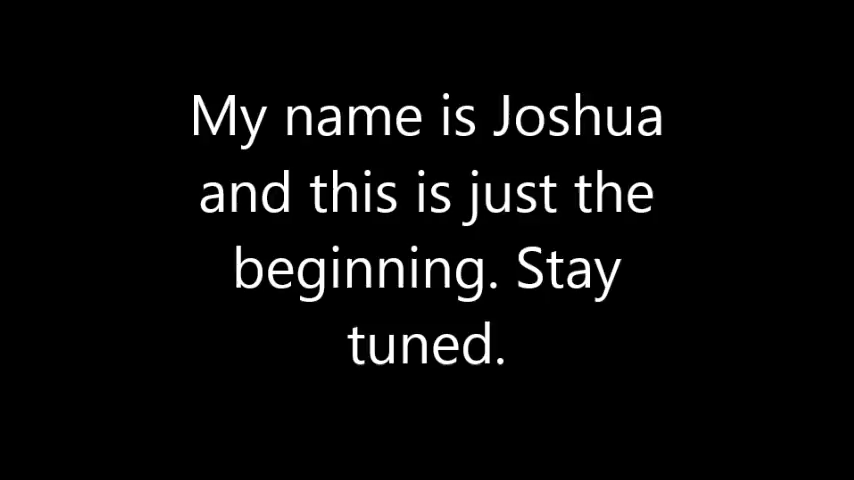 My name is Joshua
and this is just the
beginning. Stay
tuned.